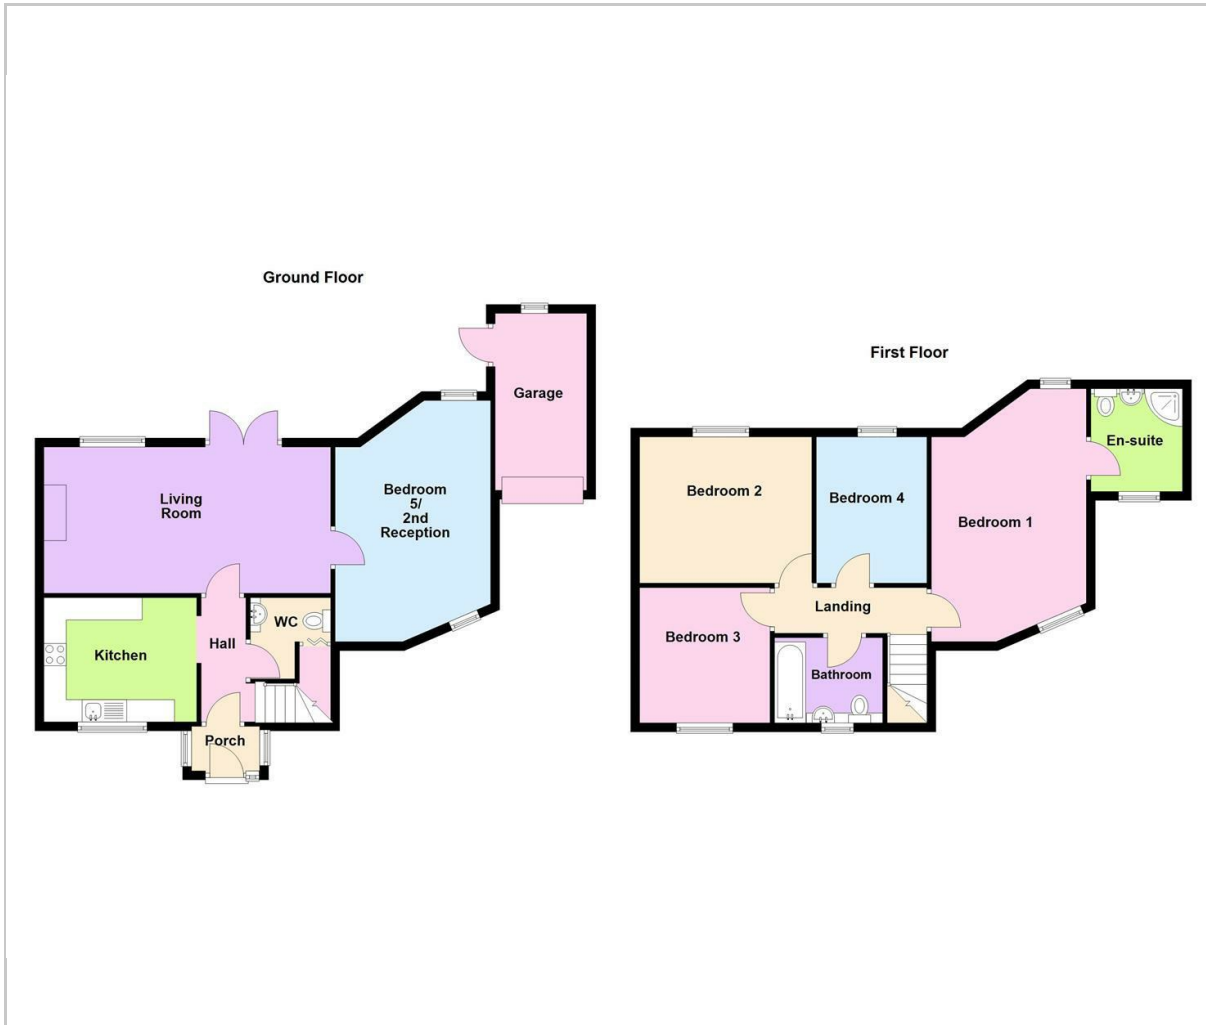 Ground Floor
Garage
Living
Room
Bedroom
5/
2nd
Reception
Kitchen
Hall
WC
Porch
First Floor
En-suite
Bedroom 2
Bedroom 4
Bedroom 1
Landing
Bedroom 3
Bathroom